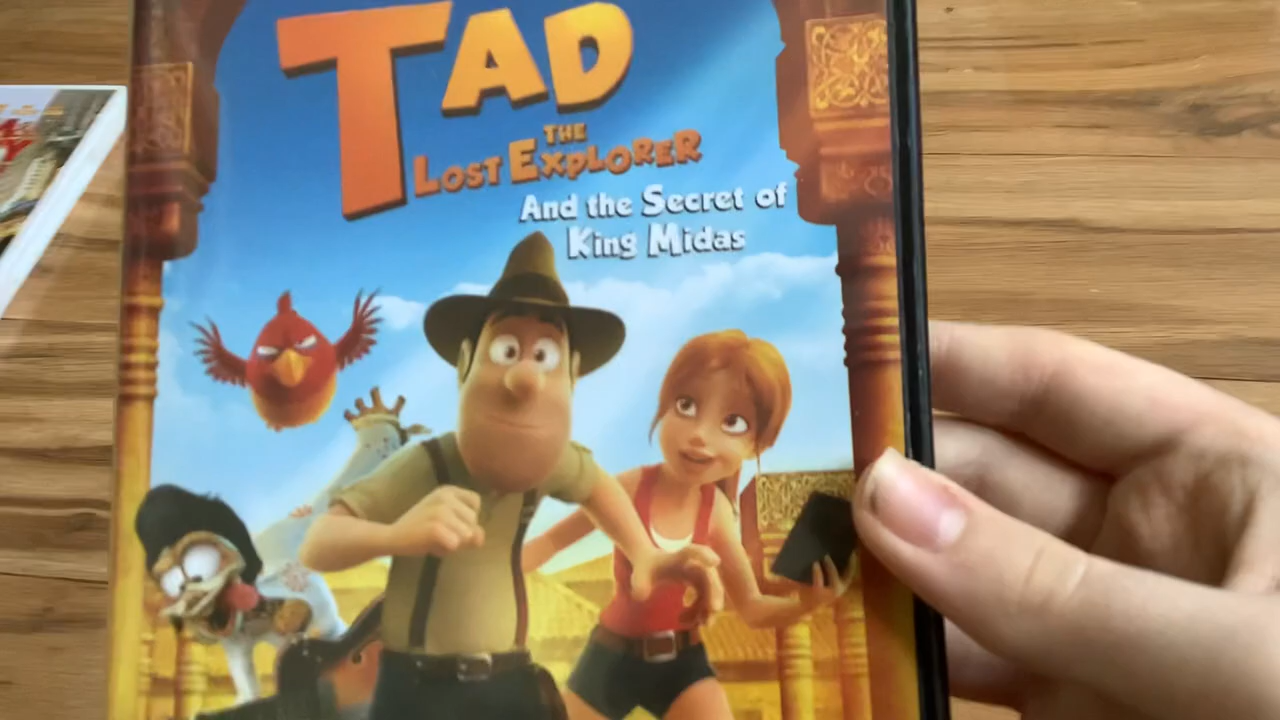 TAD
THE
LOST EXPLORER
And the Secret of
King Midas